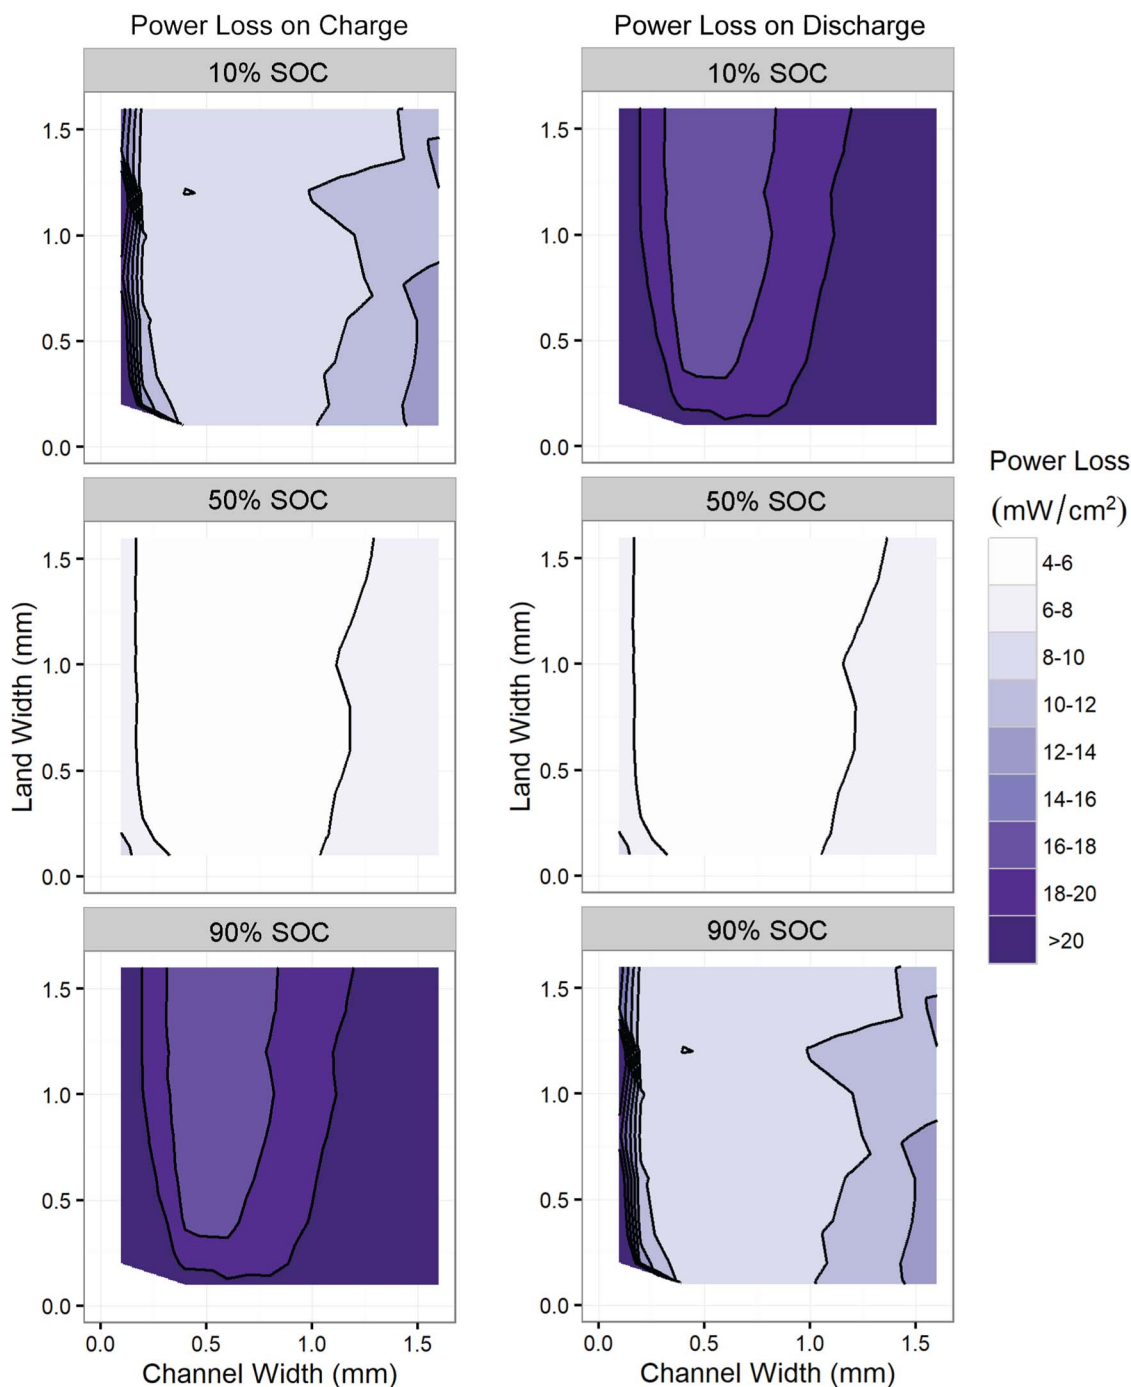 Power Loss on Charge
Power Loss on Discharge
10% SOC
10% SOC
1.5
1.0
0.5
0.0
1.5
1.0
0.5
0.0
50% SOC
50% SOC
1.5
1.0
0.5
0.0
1.5
1.0
0.5
0.0
Land Width (mm)
Land Width (mm)
90% SOC
90% SOC
1.5
1.0
0.5
0.0
1.5
1.0
0.5
0.0
0.0 0.5 1.0 1.5
0.0 0.5 1.0 1.5
Channel Width (mm)
Channel Width (mm)
Power Loss
(mW/cm²)
4-6
6-8
8-10
10-12
12-14
14-16
16-18
18-20
>20